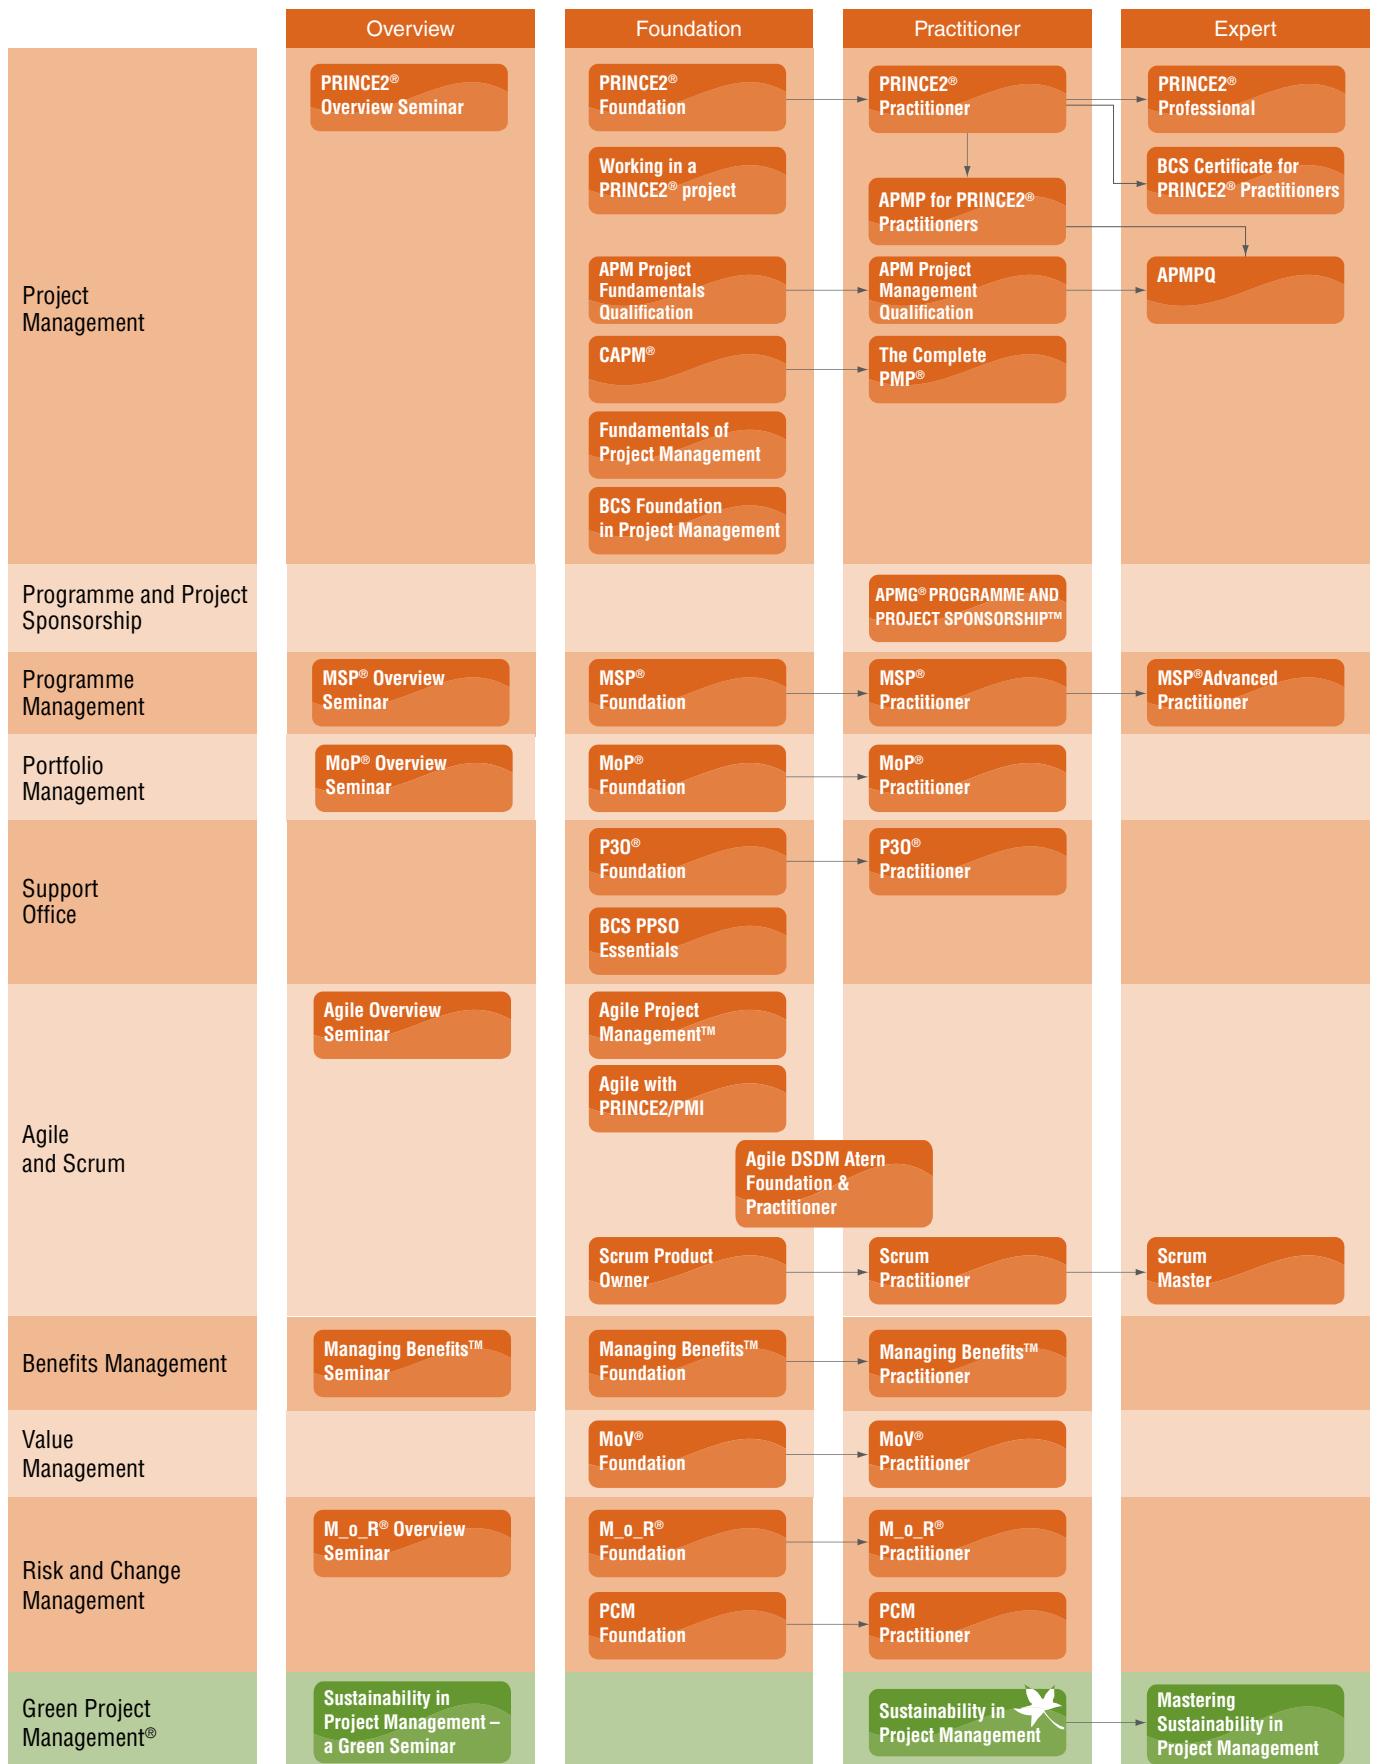 Overview
Foundation
Practitioner
Expert
Project
Management
PRINCE2®
Overview Seminar
PRINCE2®
Foundation
PRINCE2®
Practitioner
PRINCE2®
Professional
Working in a
PRINCE2® project
APMP for PRINCE2®
Practitioners
BCS Certificate for
PRINCE2® Practitioners
APM Project
Fundamentals
Qualification
APM Project
Management
Qualification
APMPQ
CAPM®
The Complete
PMP®
Fundamentals of
Project Management
BCS Foundation
in Project Management
Programme and Project
Sponsorship
APMG® PROGRAMME AND
PROJECT SPONSORSHIP™
Programme
Management
MSP® Overview
Seminar
MSP®
Foundation
MSP®
Practitioner
MSP®Advanced
Practitioner
Portfolio
Management
MoP® Overview
Seminar
MoP®
Foundation
MoP®
Practitioner
Support
Office
P3O®
Foundation
P3O®
Practitioner
BCS PPSO
Essentials
Agile
and Scrum
Agile Overview
Seminar
Agile Project
Management™
Agile with
PRINCE2/PMI
Agile DSDM Atern
Foundation &
Practitioner
Scrum Product
Owner
Scrum
Practitioner
Scrum
Master
Benefits Management
Managing Benefits™
Seminar
Managing Benefits™
Foundation
Managing Benefits™
Practitioner
Value
Management
MoV®
Foundation
MoV®
Practitioner
Risk and Change
Management
M_o_R® Overview
Seminar
M_o_R®
Foundation
M_o_R®
Practitioner
PCM
Foundation
PCM
Practitioner
Green Project
Management®
Sustainability in
Project Management –
a Green Seminar
Sustainability in
Project Management
Mastering
Sustainability in
Project Management